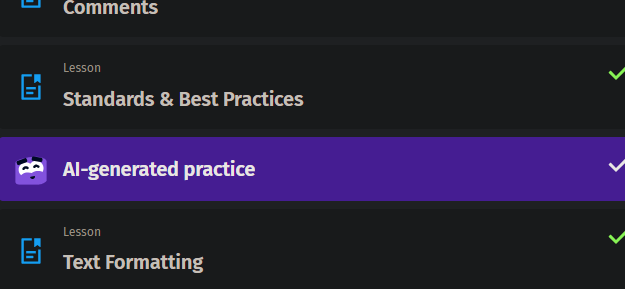 Comments
Lesson
Standards & Best Practices
AI-generated practice
Lesson
Text Formatting